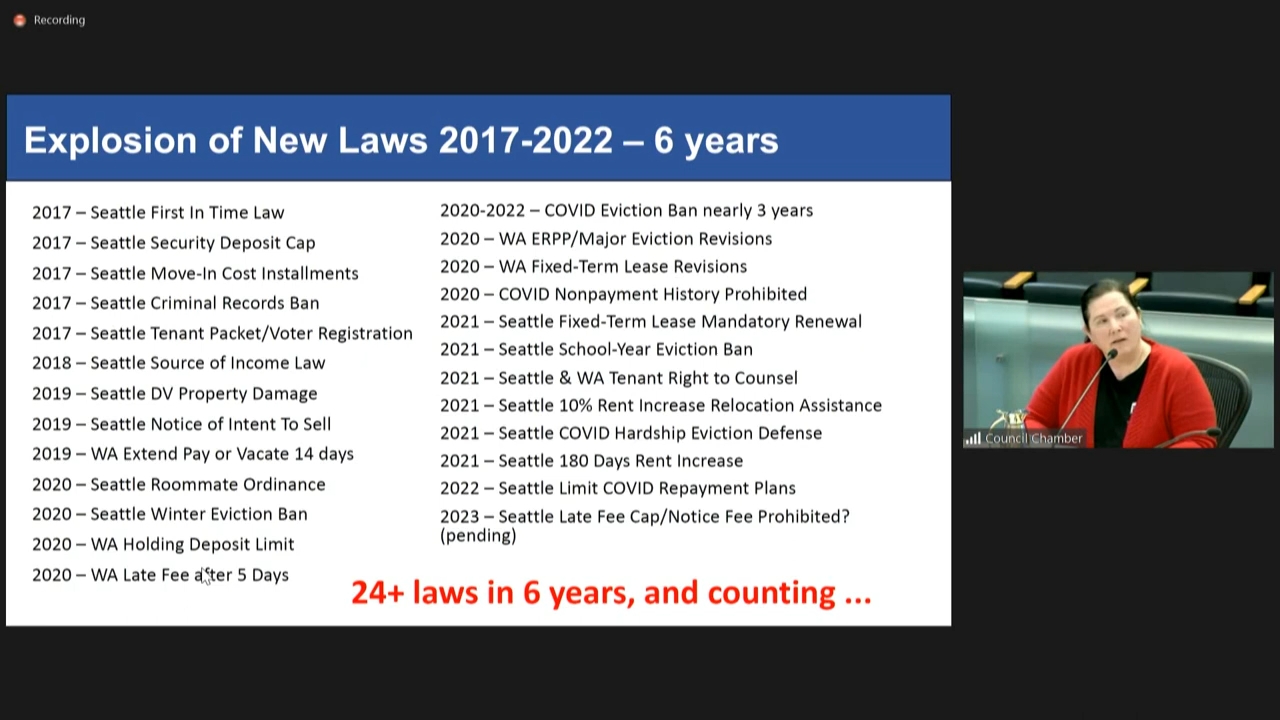 Recording
Explosion of New Laws 2017-2022 – 6 years
2017 – Seattle First In Time Law
2017 – Seattle Security Deposit Cap
2017 – Seattle Move-In Cost Installments
2017 – Seattle Criminal Records Ban
2017 – Seattle Tenant Packet/Voter Registration
2018 – Seattle Source of Income Law
2019 – Seattle DV Property Damage
2019 – Seattle Notice of Intent To Sell
2019 – WA Extend Pay or Vacate 14 days
2020 – Seattle Roommate Ordinance
2020 – Seattle Winter Eviction Ban
2020 – WA Holding Deposit Limit
2020 – WA Late Fee after 5 Days
2020-2022 – COVID Eviction Ban nearly 3 years
2020 – WA ERPP/Major Eviction Revisions
2020 – WA Fixed-Term Lease Revisions
2020 – COVID Nonpayment History Prohibited
2021 – Seattle Fixed-Term Lease Mandatory Renewal
2021 – Seattle School-Year Eviction Ban
2021 – Seattle & WA Tenant Right to Counsel
2021 – Seattle 10% Rent Increase Relocation Assistance
2021 – Seattle COVID Hardship Eviction Defense
2021 – Seattle 180 Days Rent Increase
2022 – Seattle Limit COVID Repayment Plans
2023 – Seattle Late Fee Cap/Notice Fee Prohibited?
(pending)
24+ laws in 6 years, and counting ...
Council Chamber